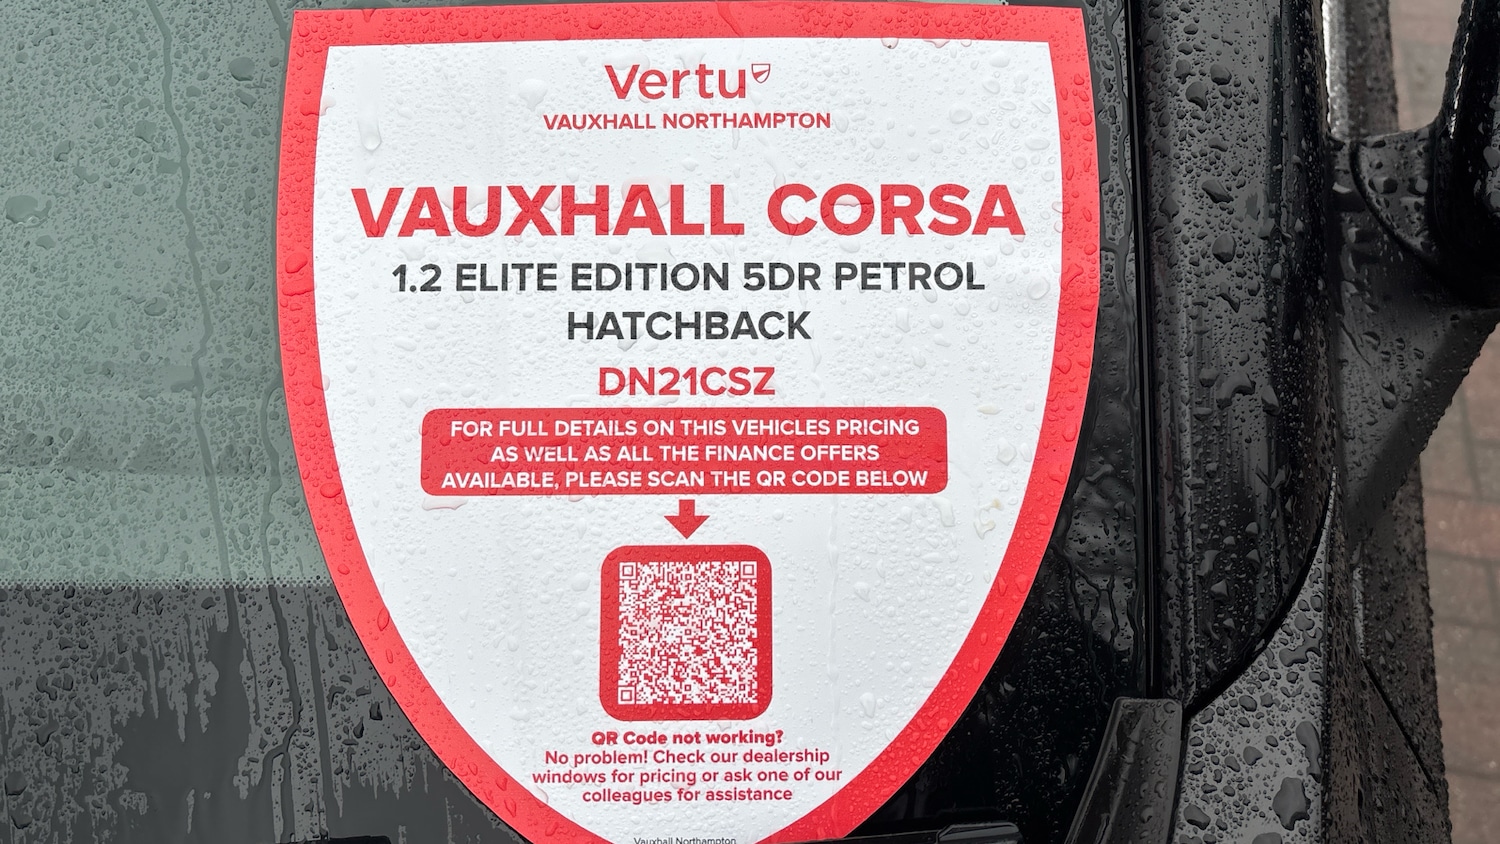 Vertu
VAUXHALL NORTHAMPTON
VAUXHALL CORSA
1.2 ELITE EDITION 5DR PETROL
HATCHBACK
DN21CSZ
FOR FULL DETAILS ON THIS VEHICLES PRICING
AS WELL AS ALL THE FINANCE OFFERS
AVAILABLE, PLEASE SCAN THE QR CODE BELOW
QR Code not working?
No problem! Check our dealership
windows for pricing or ask one of our
colleagues for assistance
Vauxhall Northampton